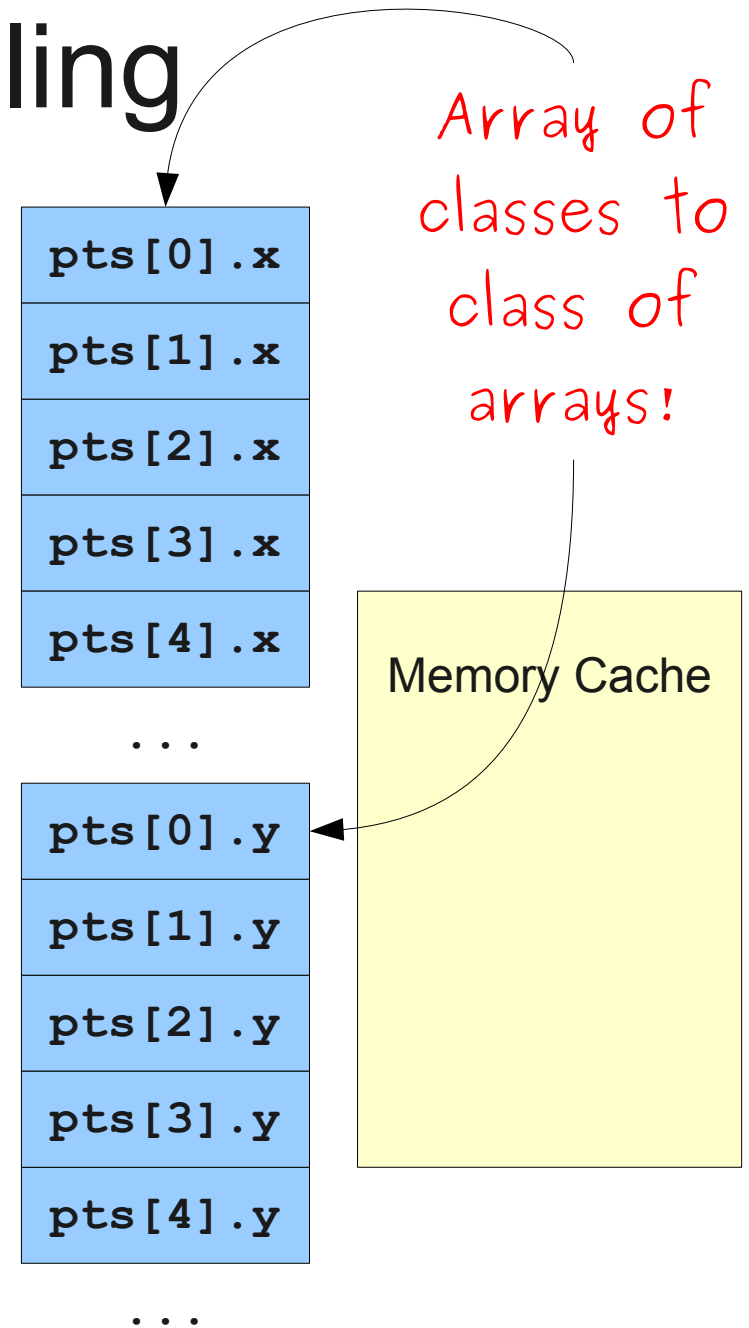 ling
Array of
classes to
class of
arrays!
pts[0].x
pts[1].x
pts[2].x
pts[3].x
pts[4].x
...
Memory Cache
pts[0].y
pts[1].y
pts[2].y
pts[3].y
pts[4].y
...